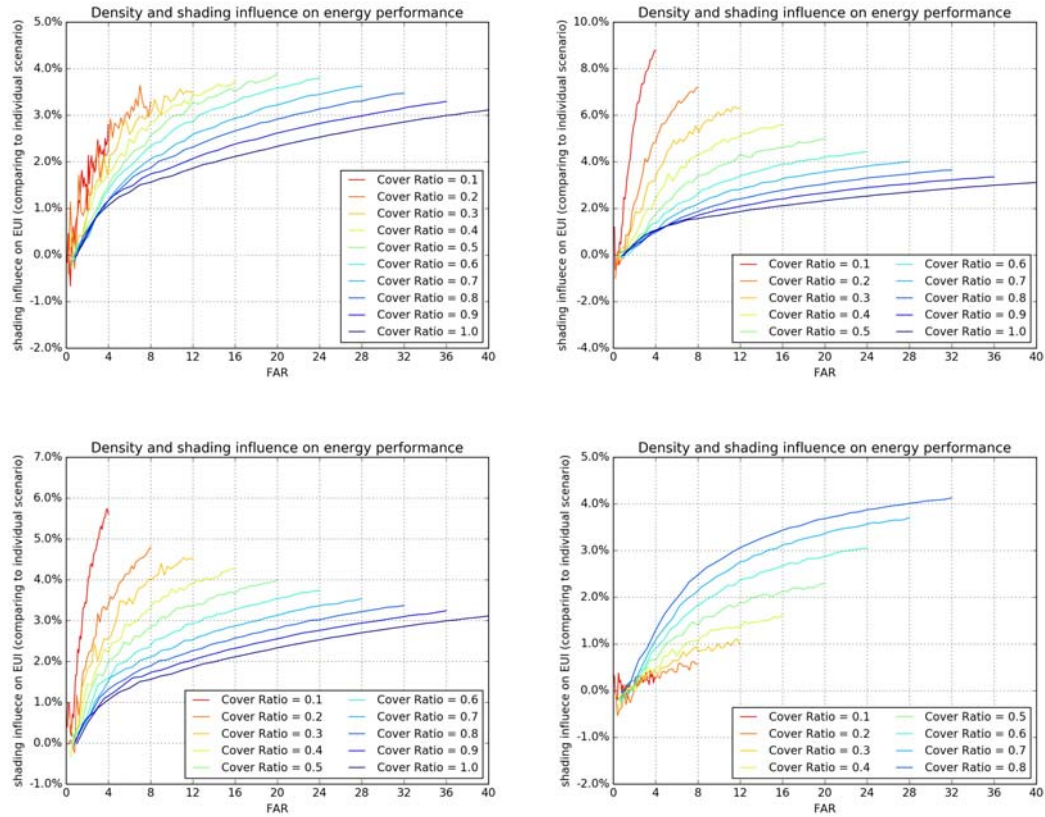 Density and shading influence on energy performance
shading influece on EUI (comparing to individual scenario)
5.0%
4.0%
3.0%
2.0%
1.0%
0.0%
-1.0%
-2.0%
Cover Ratio = 0.1
Cover Ratio = 0.2
Cover Ratio = 0.3
Cover Ratio = 0.4
Cover Ratio = 0.5
Cover Ratio = 0.6
Cover Ratio = 0.7
Cover Ratio = 0.8
Cover Ratio = 0.9
Cover Ratio = 1.0
0 4 8 12 16 20 24 28 32 36 40
FAR
Density and shading influence on energy performance
shading influece on EUI (comparing to individual scenario)
10.0%
8.0%
6.0%
4.0%
2.0%
0.0%
-2.0%
-4.0%
Cover Ratio = 0.1 Cover Ratio = 0.6
Cover Ratio = 0.2 Cover Ratio = 0.7
Cover Ratio = 0.3 Cover Ratio = 0.8
Cover Ratio = 0.4 Cover Ratio = 0.9
Cover Ratio = 0.5 Cover Ratio = 1.0
0 4 8 12 16 20 24 28 32 36 40
FAR
Density and shading influence on energy performance
shading influece on EUI (comparing to individual scenario)
7.0%
6.0%
5.0%
4.0%
3.0%
2.0%
1.0%
0.0%
-1.0%
Cover Ratio = 0.1 Cover Ratio = 0.6
Cover Ratio = 0.2 Cover Ratio = 0.7
Cover Ratio = 0.3 Cover Ratio = 0.8
Cover Ratio = 0.4 Cover Ratio = 0.9
Cover Ratio = 0.5 Cover Ratio = 1.0
0 4 8 12 16 20 24 28 32 36 40
FAR
Density and shading influence on energy performance
shading influece on EUI (comparing to individual scenario)
5.0%
4.0%
3.0%
2.0%
1.0%
0.0%
-1.0%
-2.0%
Cover Ratio = 0.1 Cover Ratio = 0.5
Cover Ratio = 0.2 Cover Ratio = 0.6
Cover Ratio = 0.3 Cover Ratio = 0.7
Cover Ratio = 0.4 Cover Ratio = 0.8
0 4 8 12 16 20 24 28 32 36 40
FAR